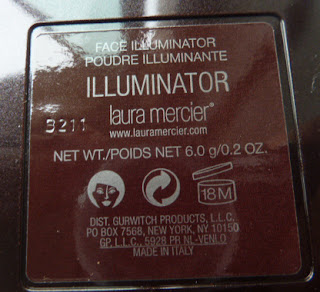 FACE ILLUMINATOR
POUDRE ILLUMINANTE
ILLUMINATOR
laura mercier®
3211
www.lauramercier.com
NET WT./POIDS NET 6.0 g/0.2 OZ.
18M
DIST. GURWITCH PRODUCTS, L.L.C.
PO BOX 7568, NEW YORK, NY 10150
GP, L.L.C., 5928 PR NL-VENLO
MADE IN ITALY